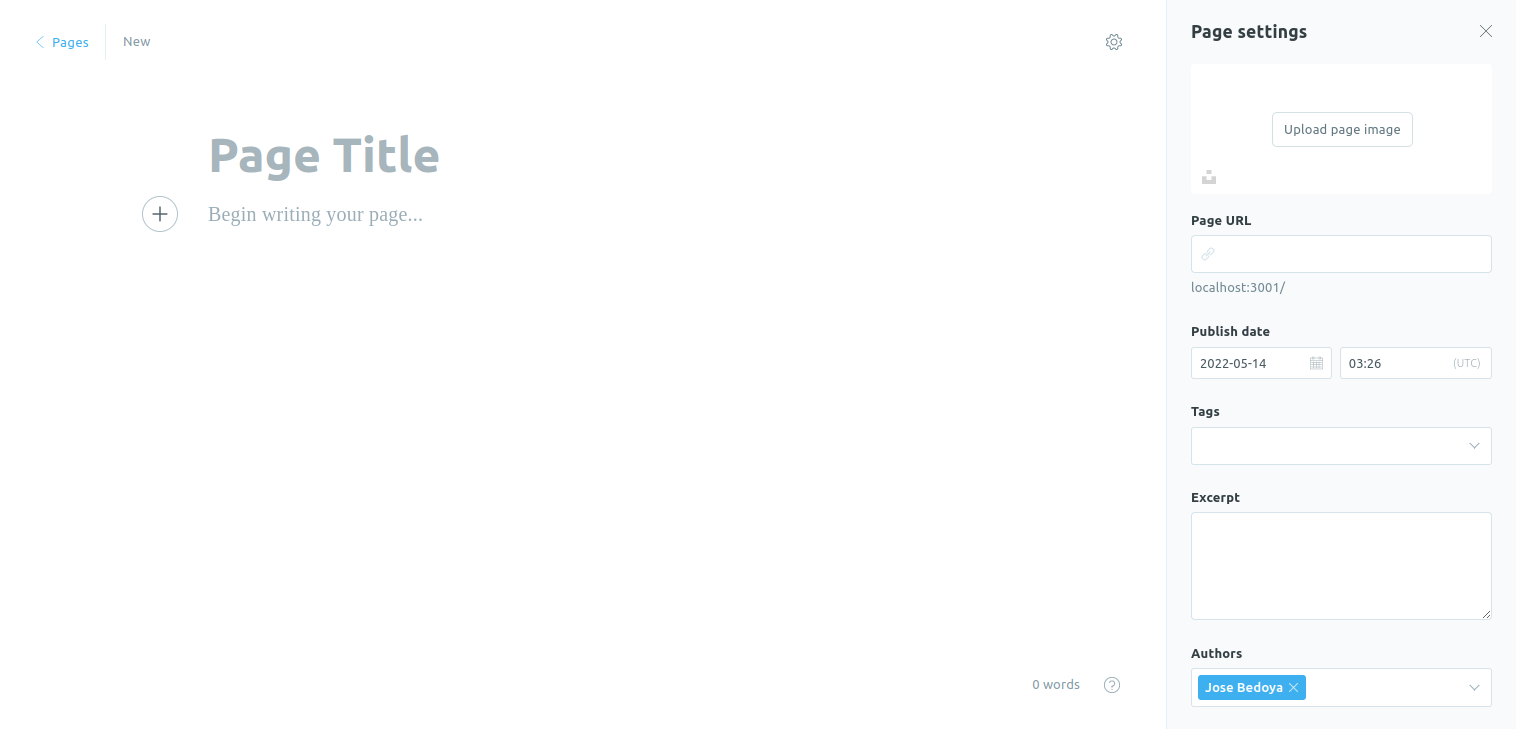 Pages
New
Page Title
Begin writing your page...
0 words
Page settings
Upload page image
Page URL
localhost:3001/
Publish date
2022-05-14
03:26 (UTC)
Tags
Excerpt
Authors
Jose Bedoya